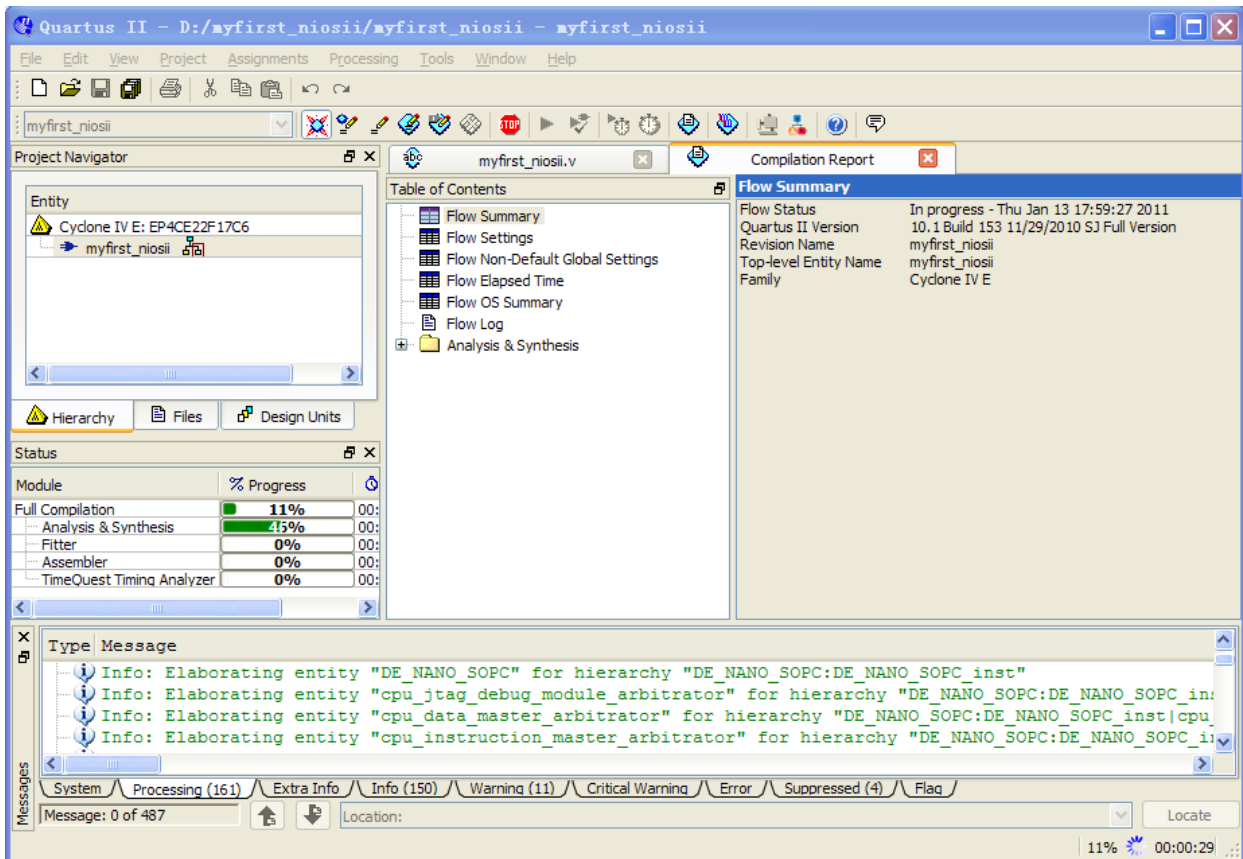 Quartus II - D:/myfirst_niosii/myfirst_niosii - myfirst_niosii
File Edit View Project Assignments Processing Tools Window Help
myfirst_niosii
STOP
Project Navigator
Entity
Cyclone IV E: EP4CE22F17C6
myfirst_niosii
Hierarchy Files Design Units
Status
Module % Progress
Full Compilation 11% 00:
Analysis & Synthesis 45% 00:
Fitter 0% 00:
Assembler 0% 00:
TimeQuest Timing Analyzer 0% 00:
abc myfirst_niosii.v Compilation Report
Table of Contents
Flow Summary
Flow Settings
Flow Non-Default Global Settings
Flow Elapsed Time
Flow OS Summary
Flow Log
Analysis & Synthesis
Flow Summary
Flow Status In progress - Thu Jan 13 17:59:27 2011
Quartus II Version 10.1 Build 153 11/29/2010 SJ Full Version
Revision Name myfirst_niosii
Top-level Entity Name myfirst_niosii
Family Cyclone IV E
Messages
Type Message
Info: Elaborating entity "DE_NANO_SOPC" for hierarchy "DE_NANO_SOPC:DE_NANO_SOPC_inst"
Info: Elaborating entity "cpu_jtag_debug_module_arbitrator" for hierarchy "DE_NANO_SOPC:DE_NANO_SOPC_ins
Info: Elaborating entity "cpu_data_master_arbitrator" for hierarchy "DE_NANO_SOPC:DE_NANO_SOPC_inst|cpu_
Info: Elaborating entity "cpu_instruction_master_arbitrator" for hierarchy "DE_NANO_SOPC:DE_NANO_SOPC_i
System Processing (161) Extra Info Info (150) Warning (11) Critical Warning Error Suppressed (4) Flag
Message: 0 of 487 Location: Locate
11% 00:00:29